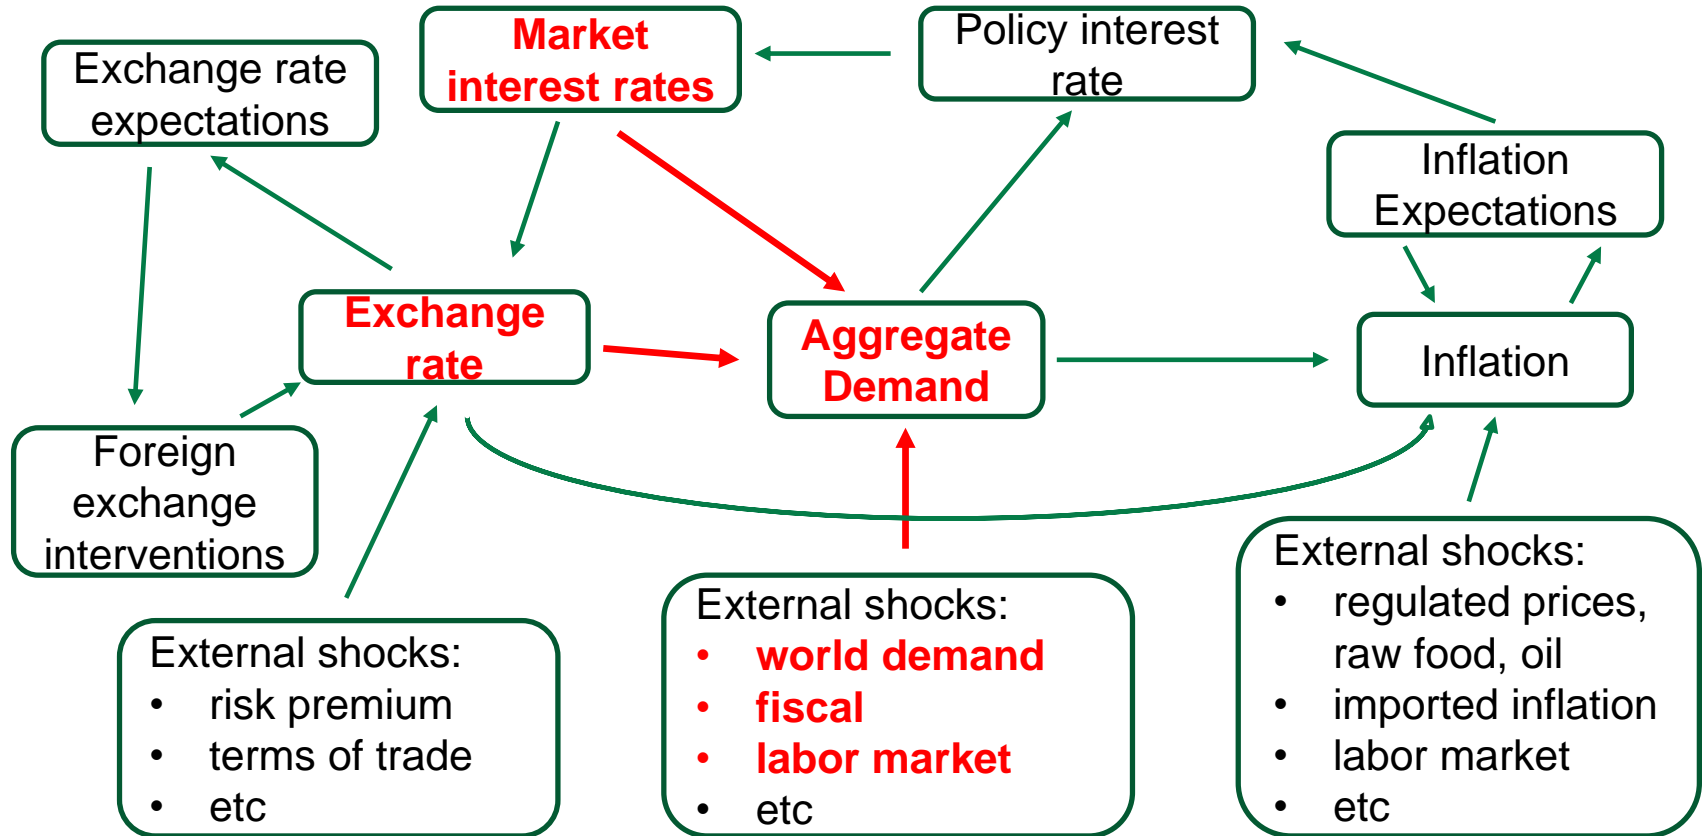 Market
interest rates
Policy interest
rate
Exchange rate
expectations
Inflation
Expectations
Exchange
rate
Aggregate
Demand
Inflation
Foreign
exchange
interventions
External shocks:
• risk premium
• terms of trade
• etc
External shocks:
• world demand
• fiscal
• labor market
• etc
External shocks:
• regulated prices,
raw food, oil
• imported inflation
• labor market
• etc